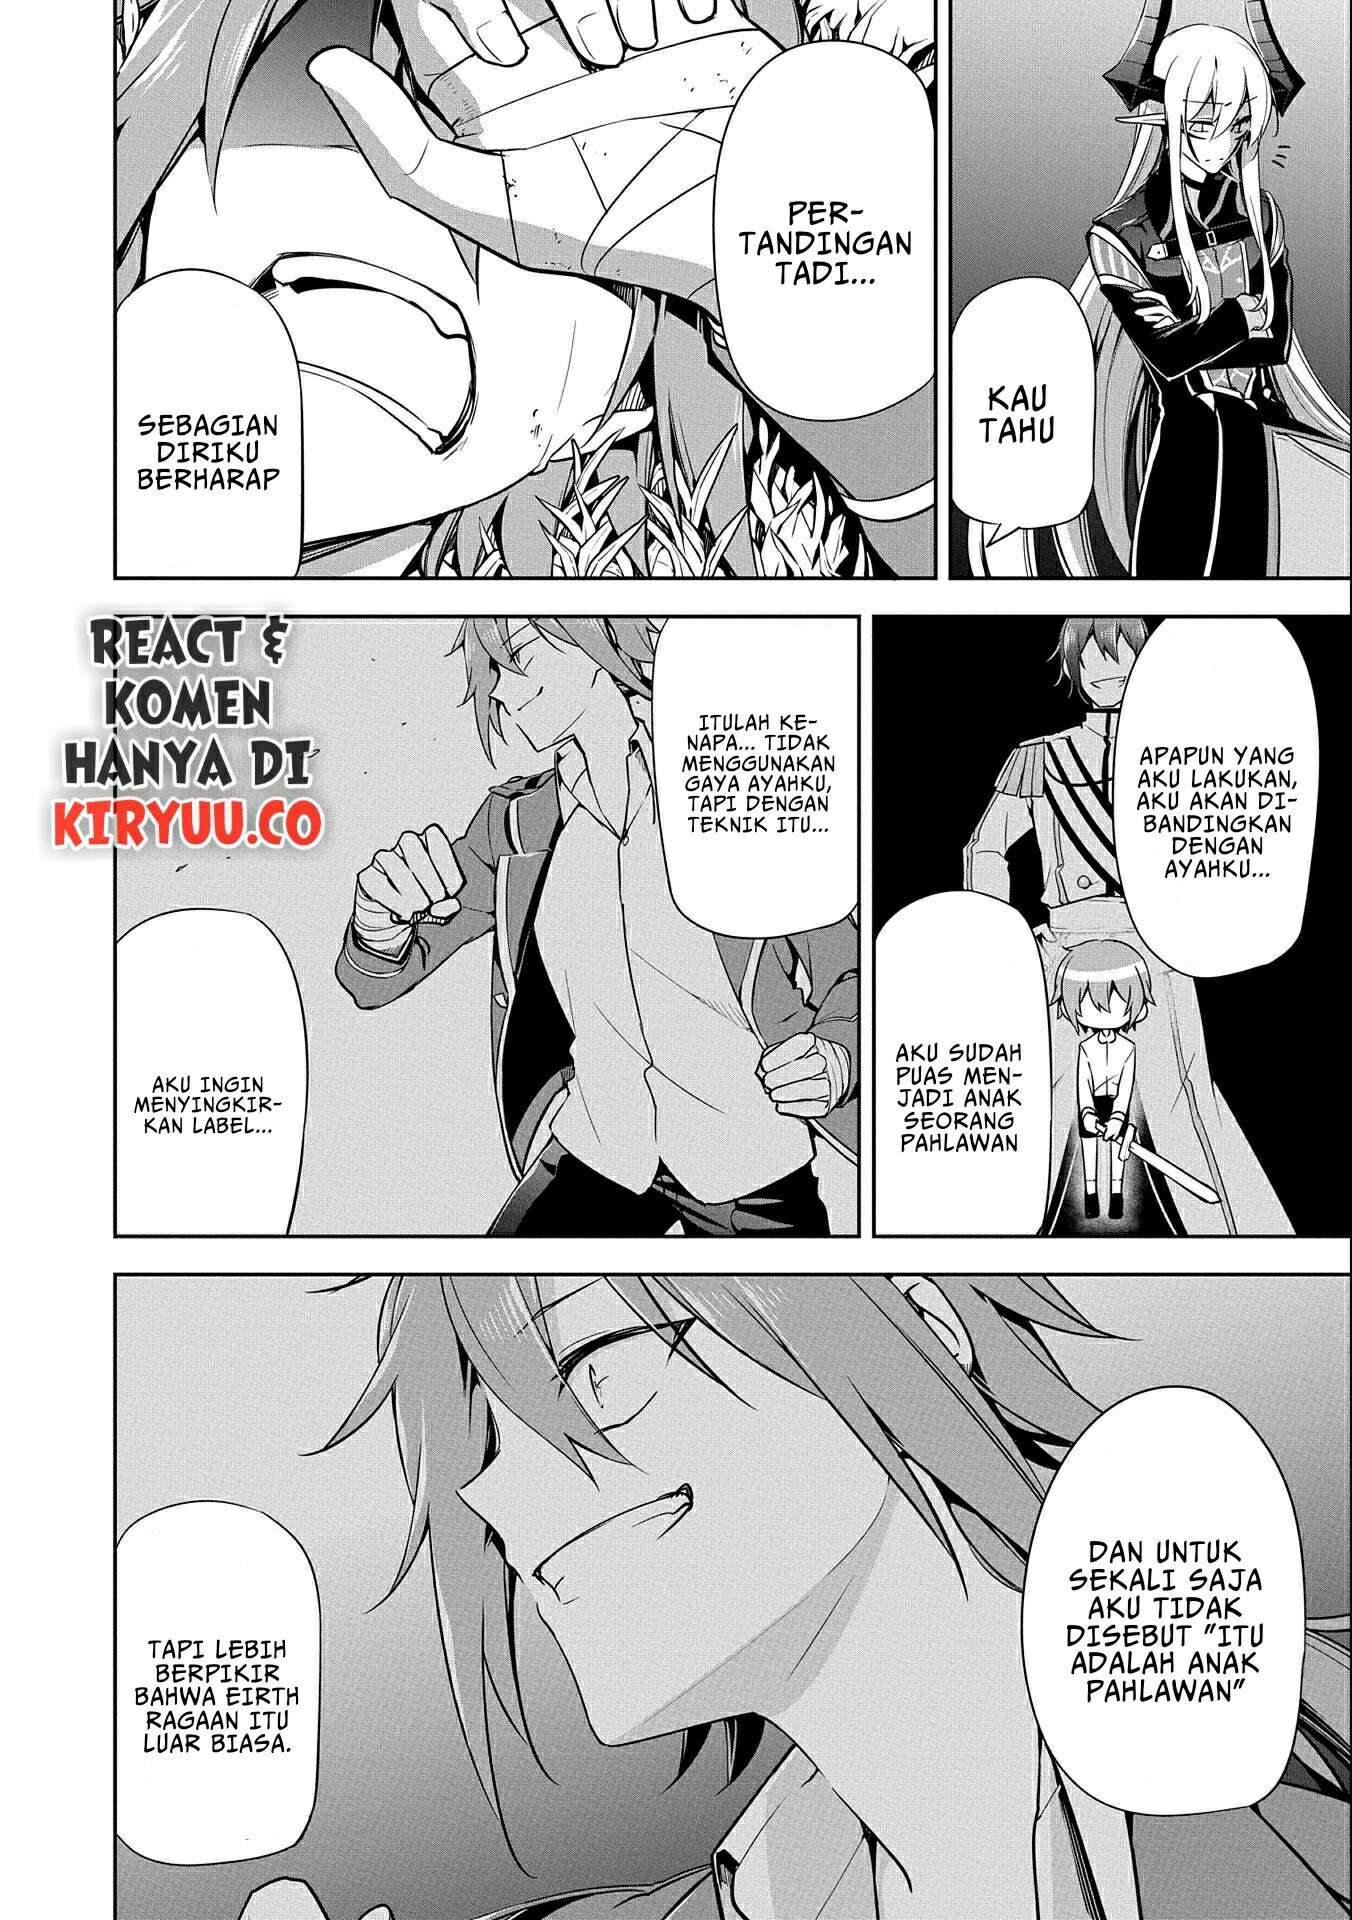 KAU
TAHU
PER-
TANDINGAN
TADI...
SEBAGIAN
DIRIKU
BERHARAP
APAPUN YANG
AKU LAKUKAN,
AKU AKAN DI-
BANDINGKAN
DENGAN
AYAHKU...
AKU SUDAH
PUAS MEN-
JADI ANAK
SEORANG
PAHLAWAN
ITULAH KE-
NAPA... TIDAK
MENGGUNAKAN
GAYA AYAHKU,
TAPI DENGAN
TEKNIK ITU...
AKU INGIN
MENYINGKIR-
KAN LABEL...
REACT &
KOMEN
HANYA DI
KIRYUU.CO
DAN UNTUK
SEKALI SAJA
AKU TIDAK
DISEBUT "ITU
ADALAH ANAK
PAHLAWAN"
TAPI LEBIH
BERPIKIR
BAHWA EIRTH
RAGAAN ITU
LUAR BIASA.